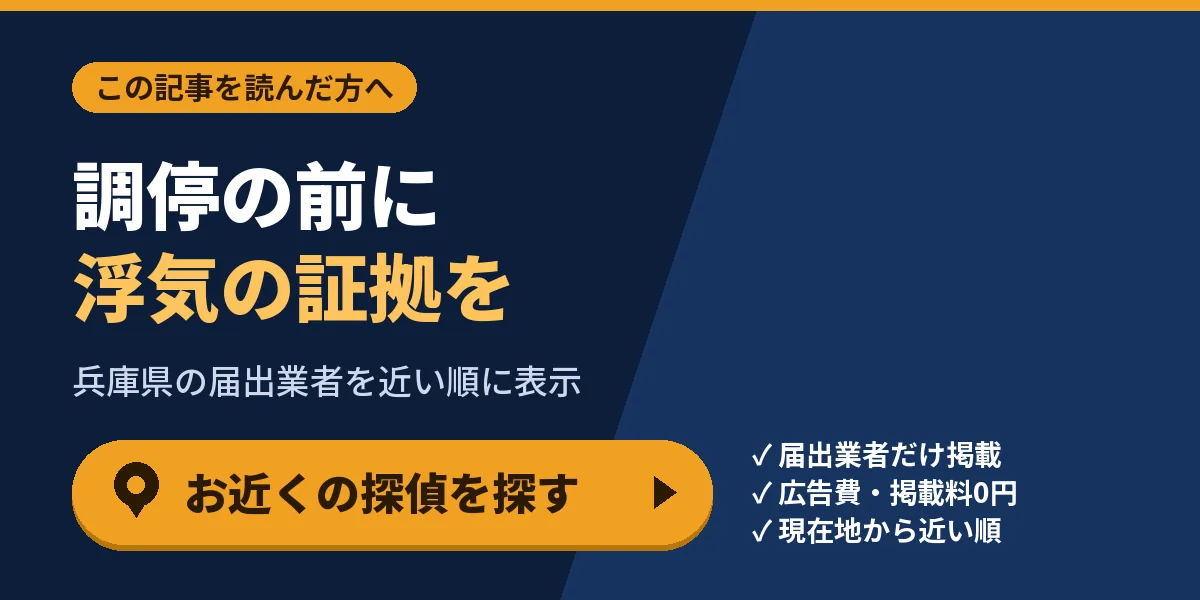 この記事を読んだ方へ
調停の前に
浮気の証拠を
兵庫県の届出業者を近い順に表示
お近くの探偵を探す
✓ 届出業者だけ掲載
✓ 広告費・掲載料0円
✓ 現在地から近い順